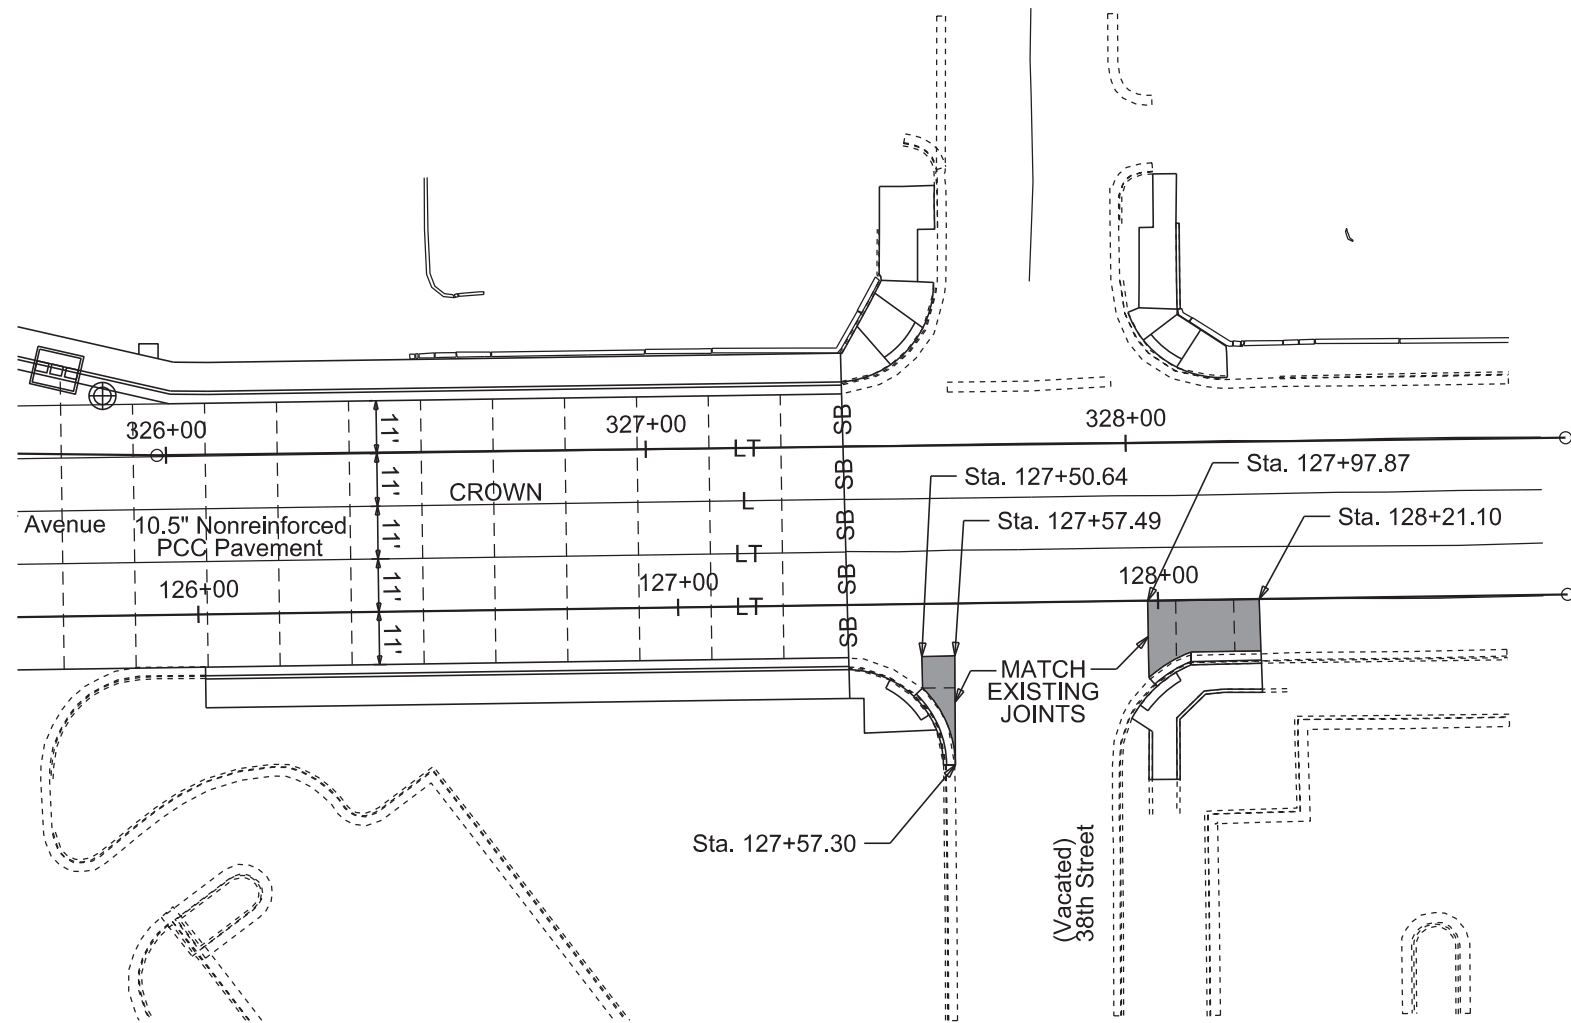 326+00
327+00
328+00
11'
11'
11'
11'
11'
LT
L
LT
LT
SB
SB
SB
SB
SB
CROWN
Avenue
10.5" Nonreinforced
PCC Pavement
126+00
127+00
128+00
Sta. 127+50.64
Sta. 127+57.49
Sta. 127+97.87
Sta. 128+21.10
MATCH
EXISTING
JOINTS
Sta. 127+57.30
(Vacated)
38th Street